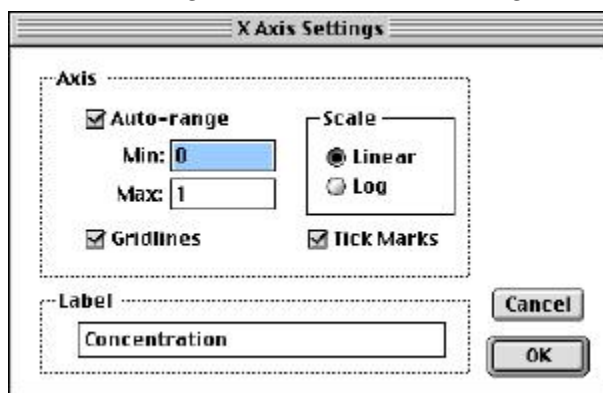 X Axis Settings
Axis
Auto-range
Scale
Min: 0
Linear
Max: 1
Log
Gridlines
Tick Marks
Label
Cancel
Concentration
OK